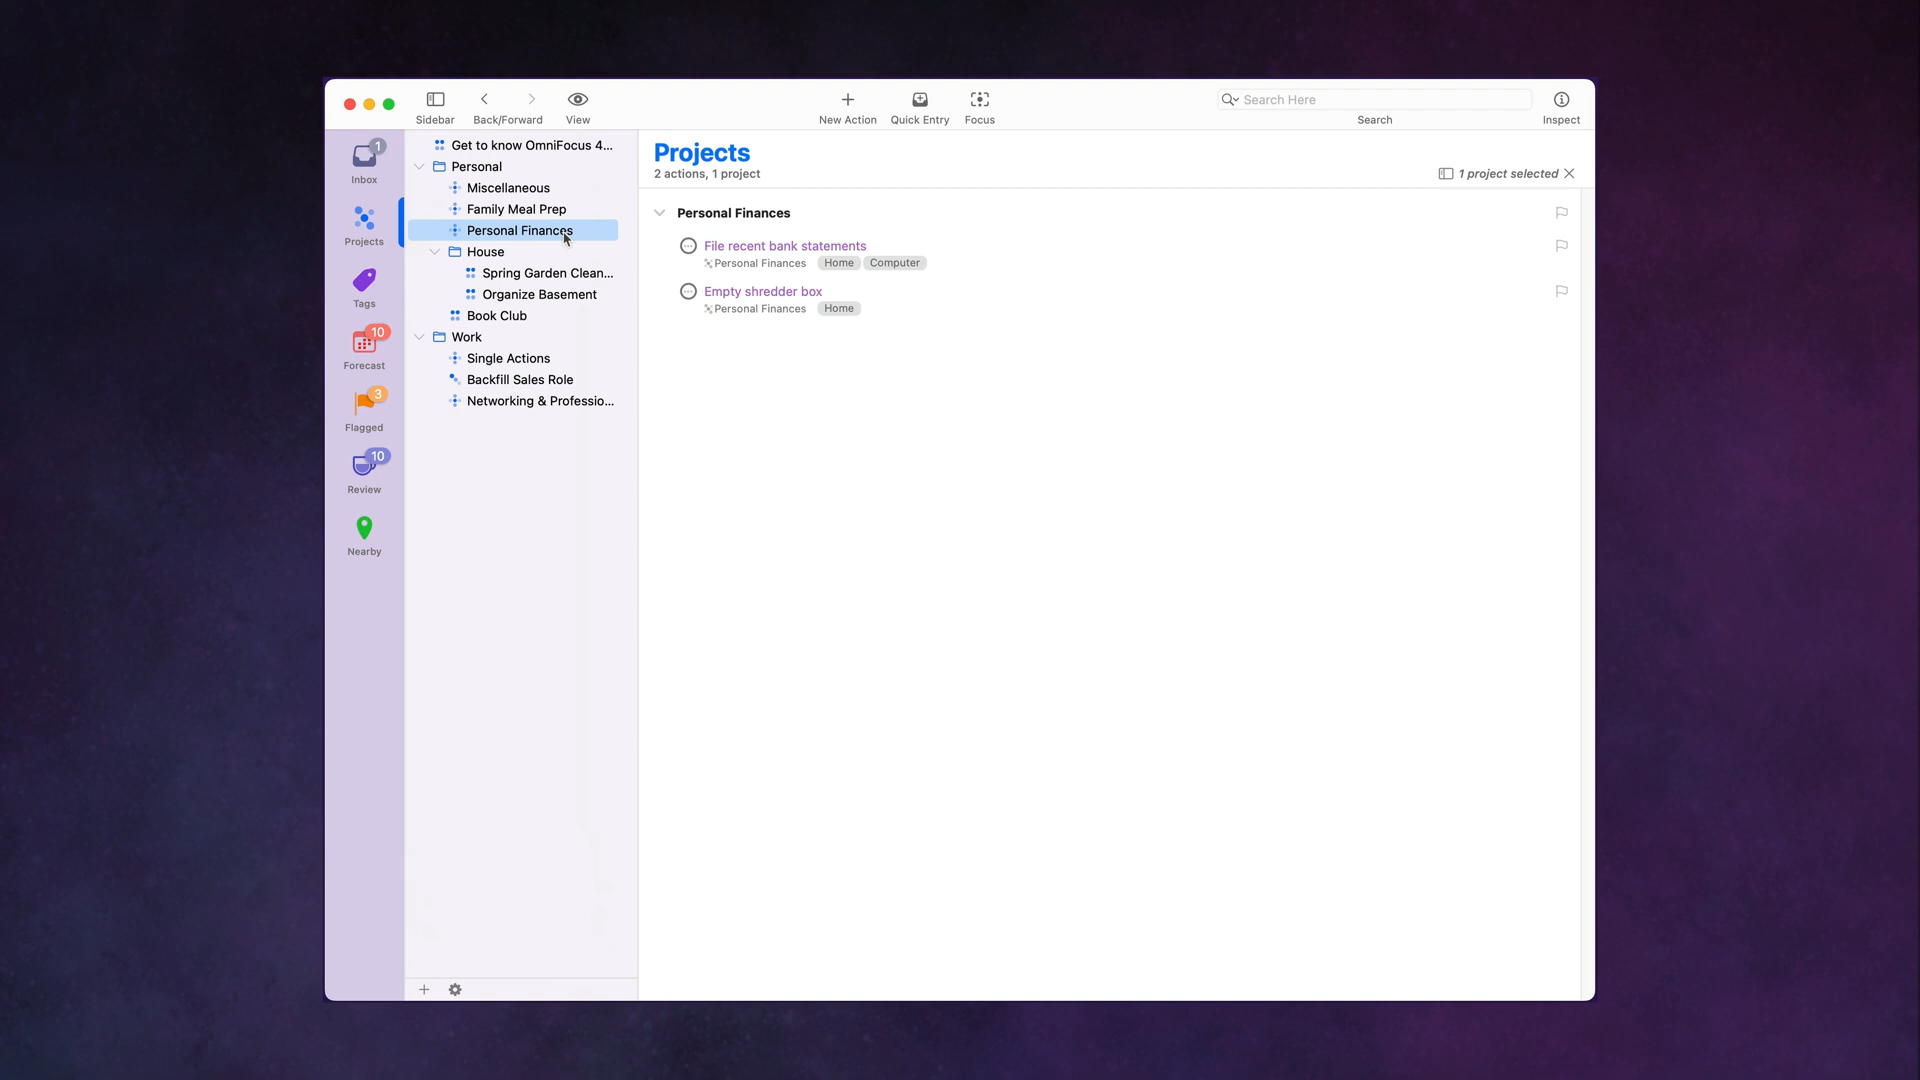 Sidebar
Back/Forward
View
New Action
Quick Entry
Focus
Search Here
Search
Inspect
1
Inbox
Projects
Tags
10
Forecast
3
Flagged
10
Review
Nearby
Get to know OmniFocus 4...
Personal
Miscellaneous
Family Meal Prep
Personal Finances
House
Spring Garden Clean...
Organize Basement
Book Club
Work
Single Actions
Backfill Sales Role
Networking & Professio...
Projects
2 actions, 1 project
1 project selected
Personal Finances
File recent bank statements
Personal Finances Home Computer
Empty shredder box
Personal Finances Home